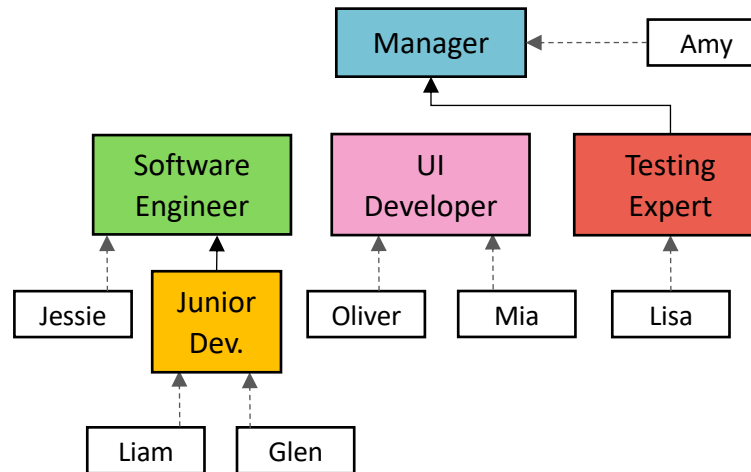 Manager
Amy
Software
Engineer
UI
Developer
Testing
Expert
Jessie
Junior
Dev.
Oliver
Mia
Lisa
Liam
Glen